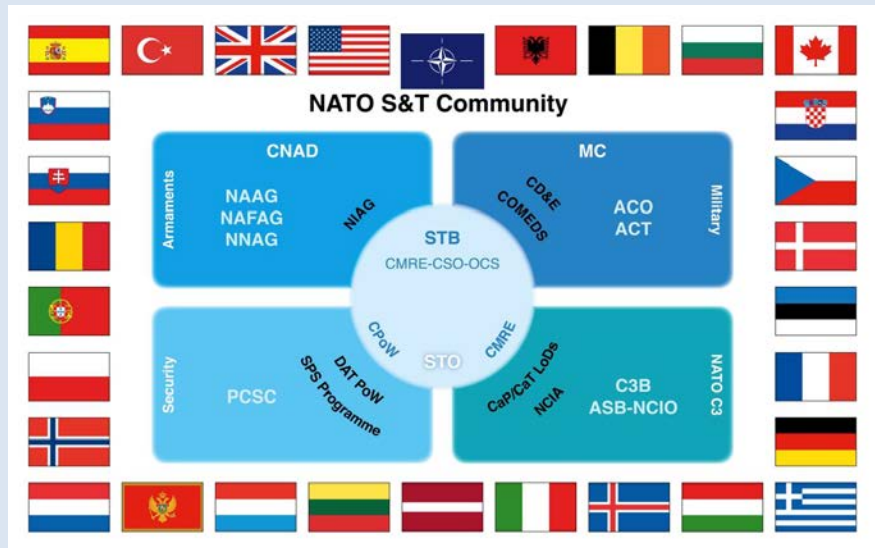 NATO S&T Community
CNAD
Armaments
NAAG
NAFAG
NNAG
NIAG
MC
CD&E
COMEDS
ACO
ACT
Military
STB
CMRE-CSO-OCS
CPoW
STO
CMRE
Security
PCSC
DAT PoW
SPS Programme
CaP/CaT LoDs
NCIA
C3B
ASB-NCIO
NATO C3